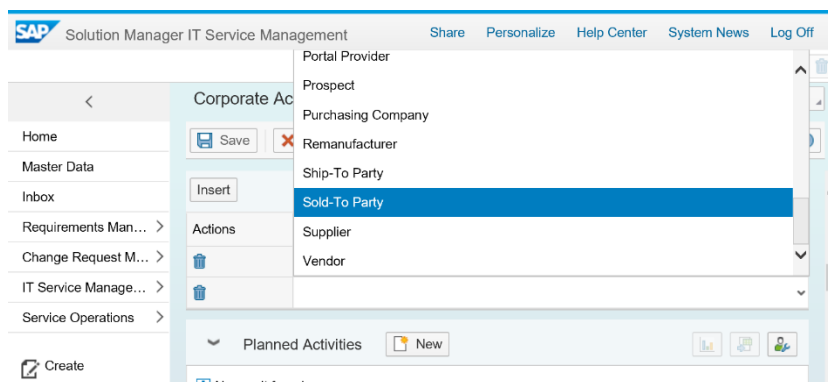 SAP Solution Manager IT Service Management Share Personalize Help Center System News Log Off
Portal Provider
Prospect
Corporate Ac
Purchasing Company
Home
Save
Remanufacturer
Master Data
Ship-To Party
Inbox
Insert
Sold-To Party
Requirements Man...
Actions
Supplier
Change Request M...
Vendor
IT Service Manage...
Service Operations
Planned Activities New
Create